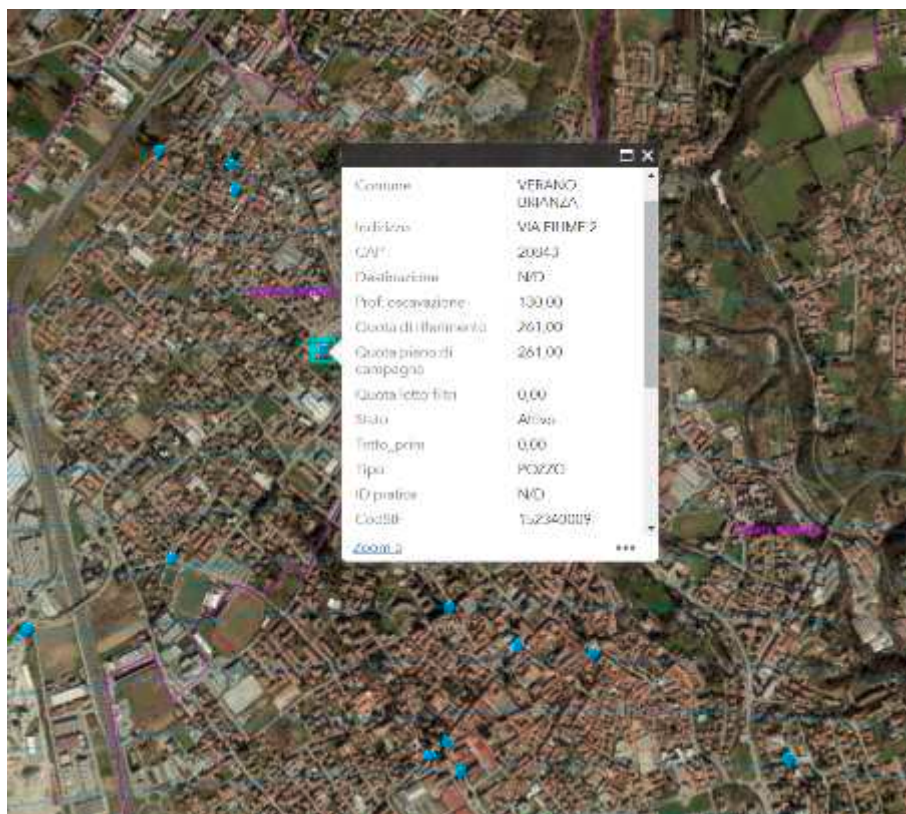 Comune VERANO
BRIANZA
Indirizzo VIA FIUME 2
CAP 20843
Destinazione N/D
Prof. escavazione 130,00
Quota di riferimento 261,00
Quota piano di 261,00
campagna
Quota letto filtri 0,00
Stato Attivo
Tetto_prim 0,00
Tipo POZZO
ID pratica N/D
CodSIF 152340009
Zoom a